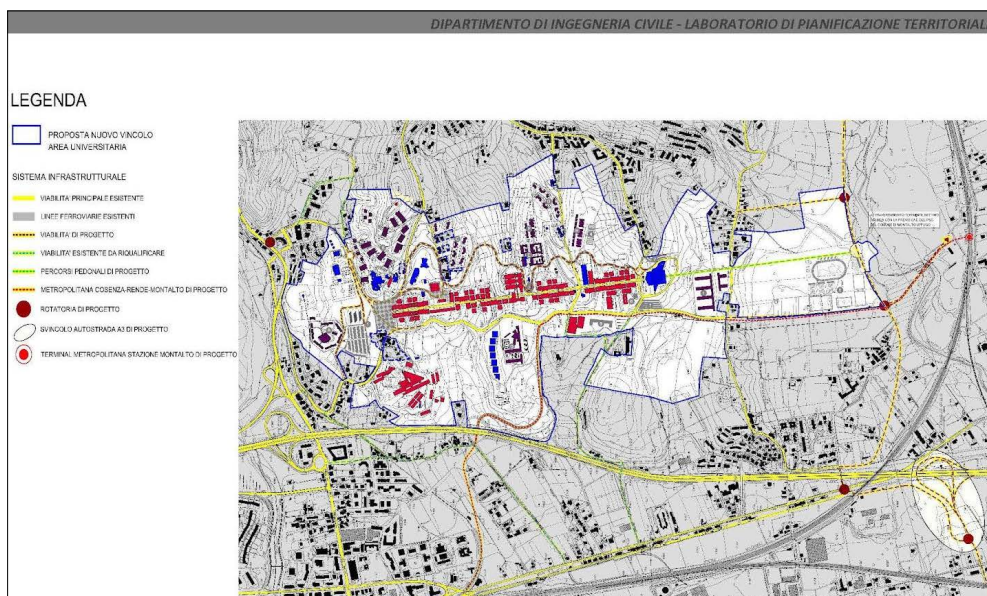 DIPARTIMENTO DI INGEGNERIA CIVILE - LABORATORIO DI PIANIFICAZIONE TERRITORIAL
LEGENDA
PROPOSTA NUOVO VINCOLO
AREA UNIVERSITARIA
SISTEMA INFRASTRUTTURALE
VIABILITA' PRINCIPALE ESISTENTE
LINEE FERROVIARIE ESISTENTI
VIABILITA' DI PROGETTO
VIABILITA' ESISTENTE DA RIQUALIFICARE
PERCORSI PEDONALI DI PROGETTO
METROPOLITANA COSENZA-RENDE-MONTALTO DI PROGETTO
ROTATORIA DI PROGETTO
SVINCOLO AUTOSTRADA A3 DI PROGETTO
TERMINAL METROPOLITANA STAZIONE MONTALTO DI PROGETTO